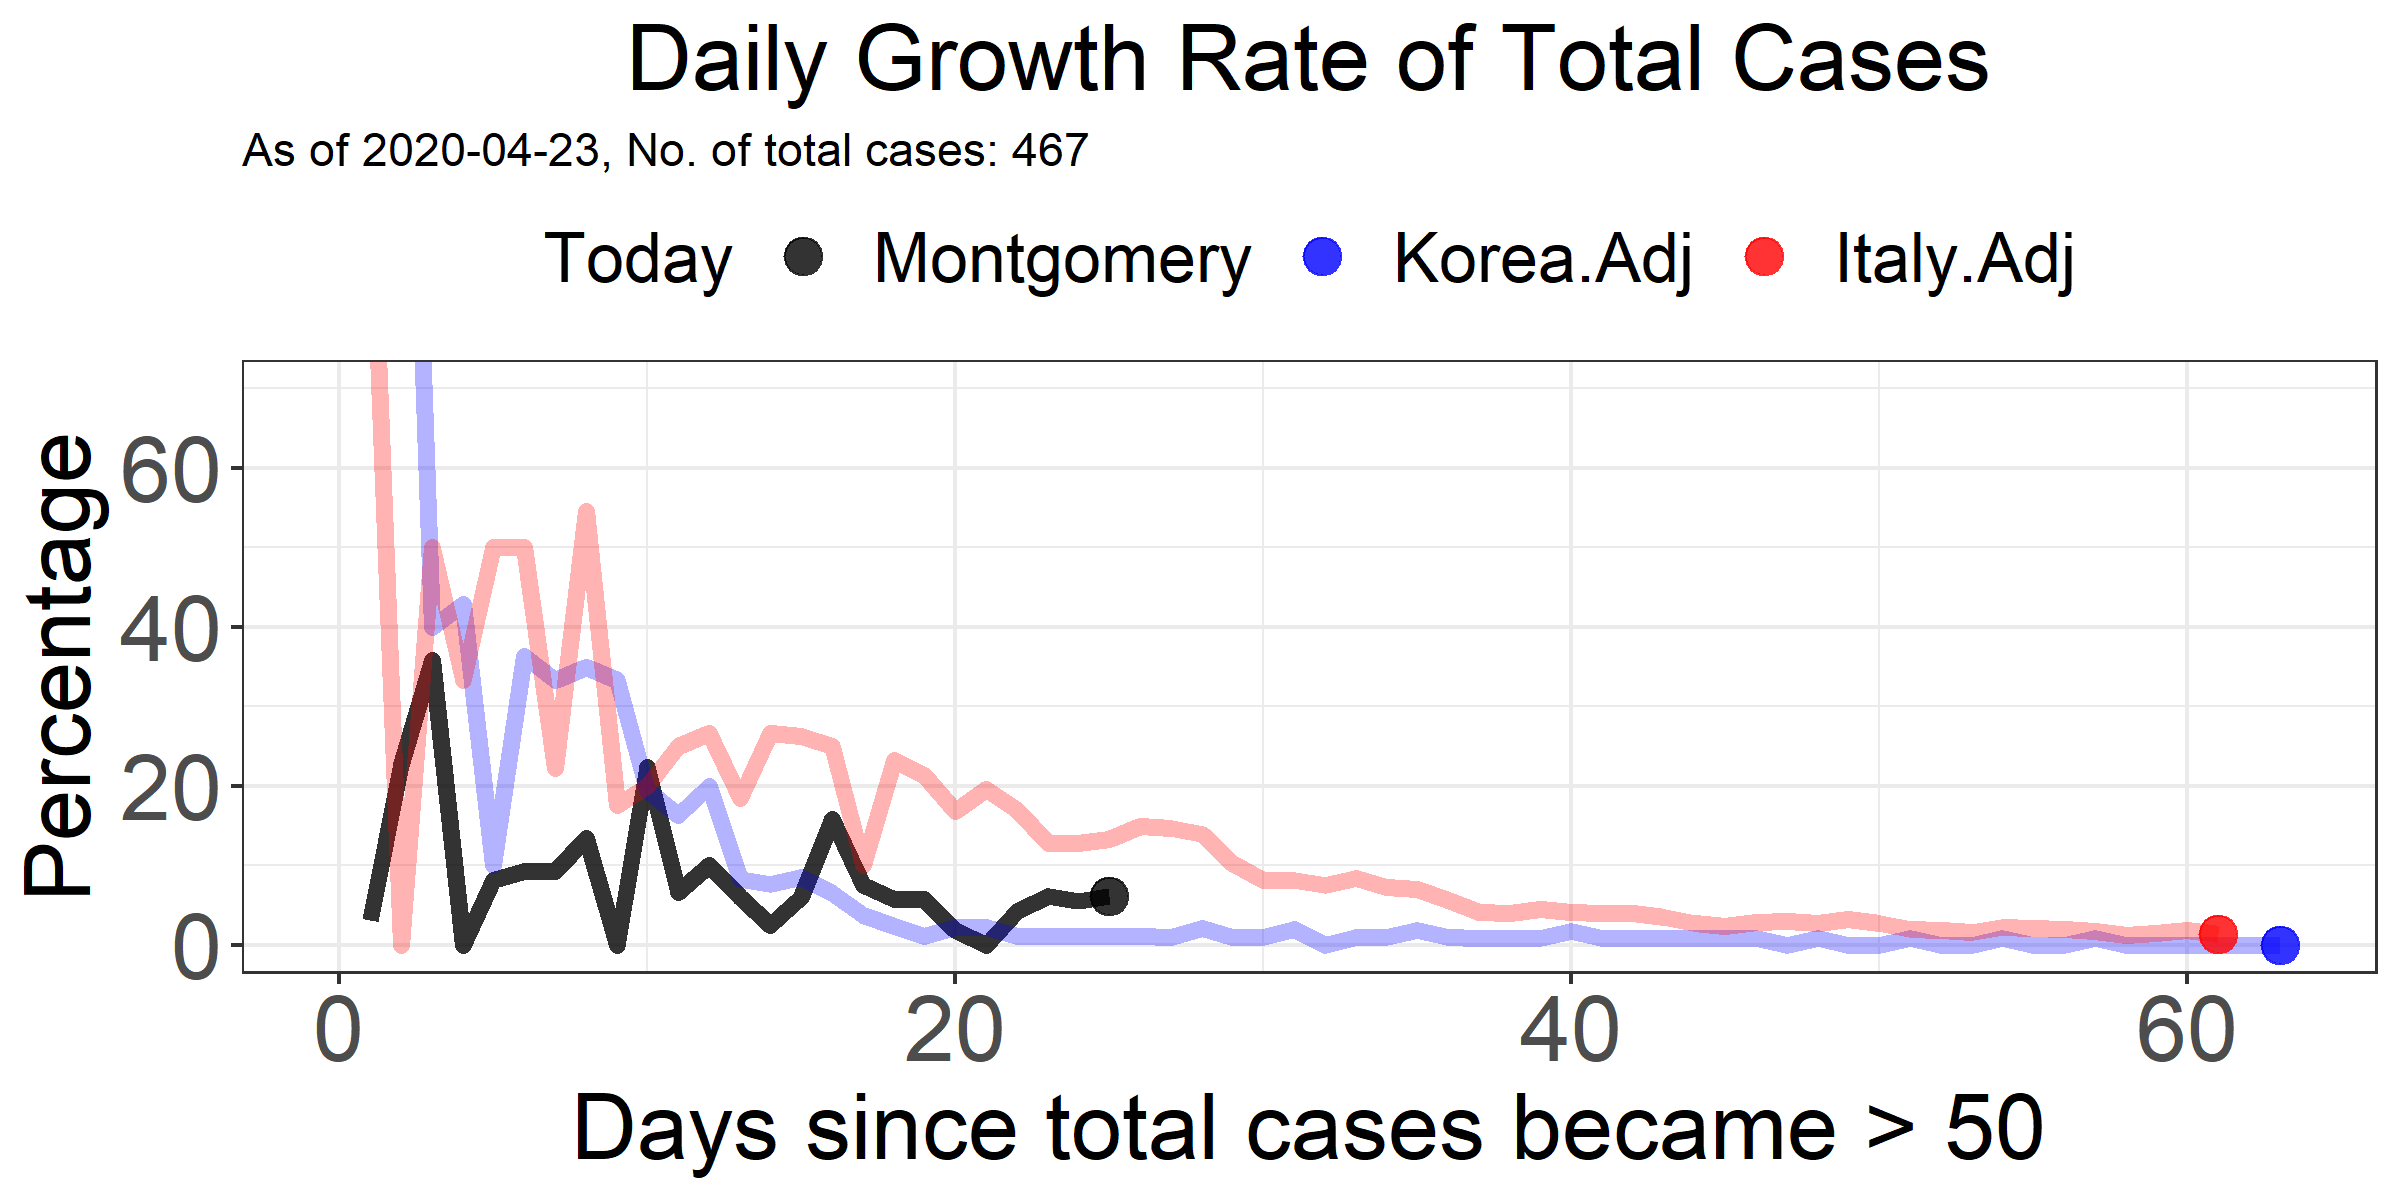 Daily Growth Rate of Total Cases
As of 2020-04-23, No. of total cases: 467
Today Montgomery Korea.Adj Italy.Adj
Percentage
60
40
20
0
0 20 40 60
Days since total cases became > 50